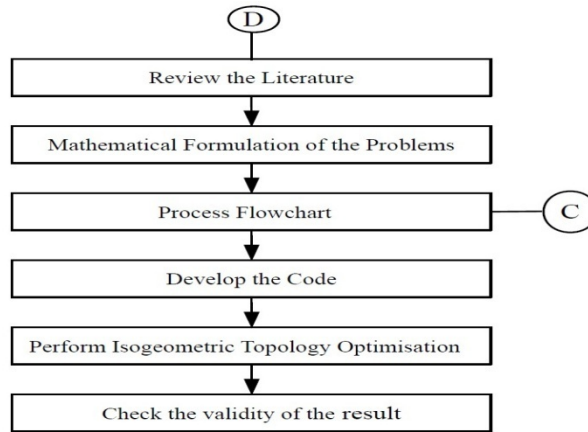 D
Review the Literature
Mathematical Formulation of the Problems
Process Flowchart
C
Develop the Code
Perform Isogeometric Topology Optimisation
Check the validity of the result